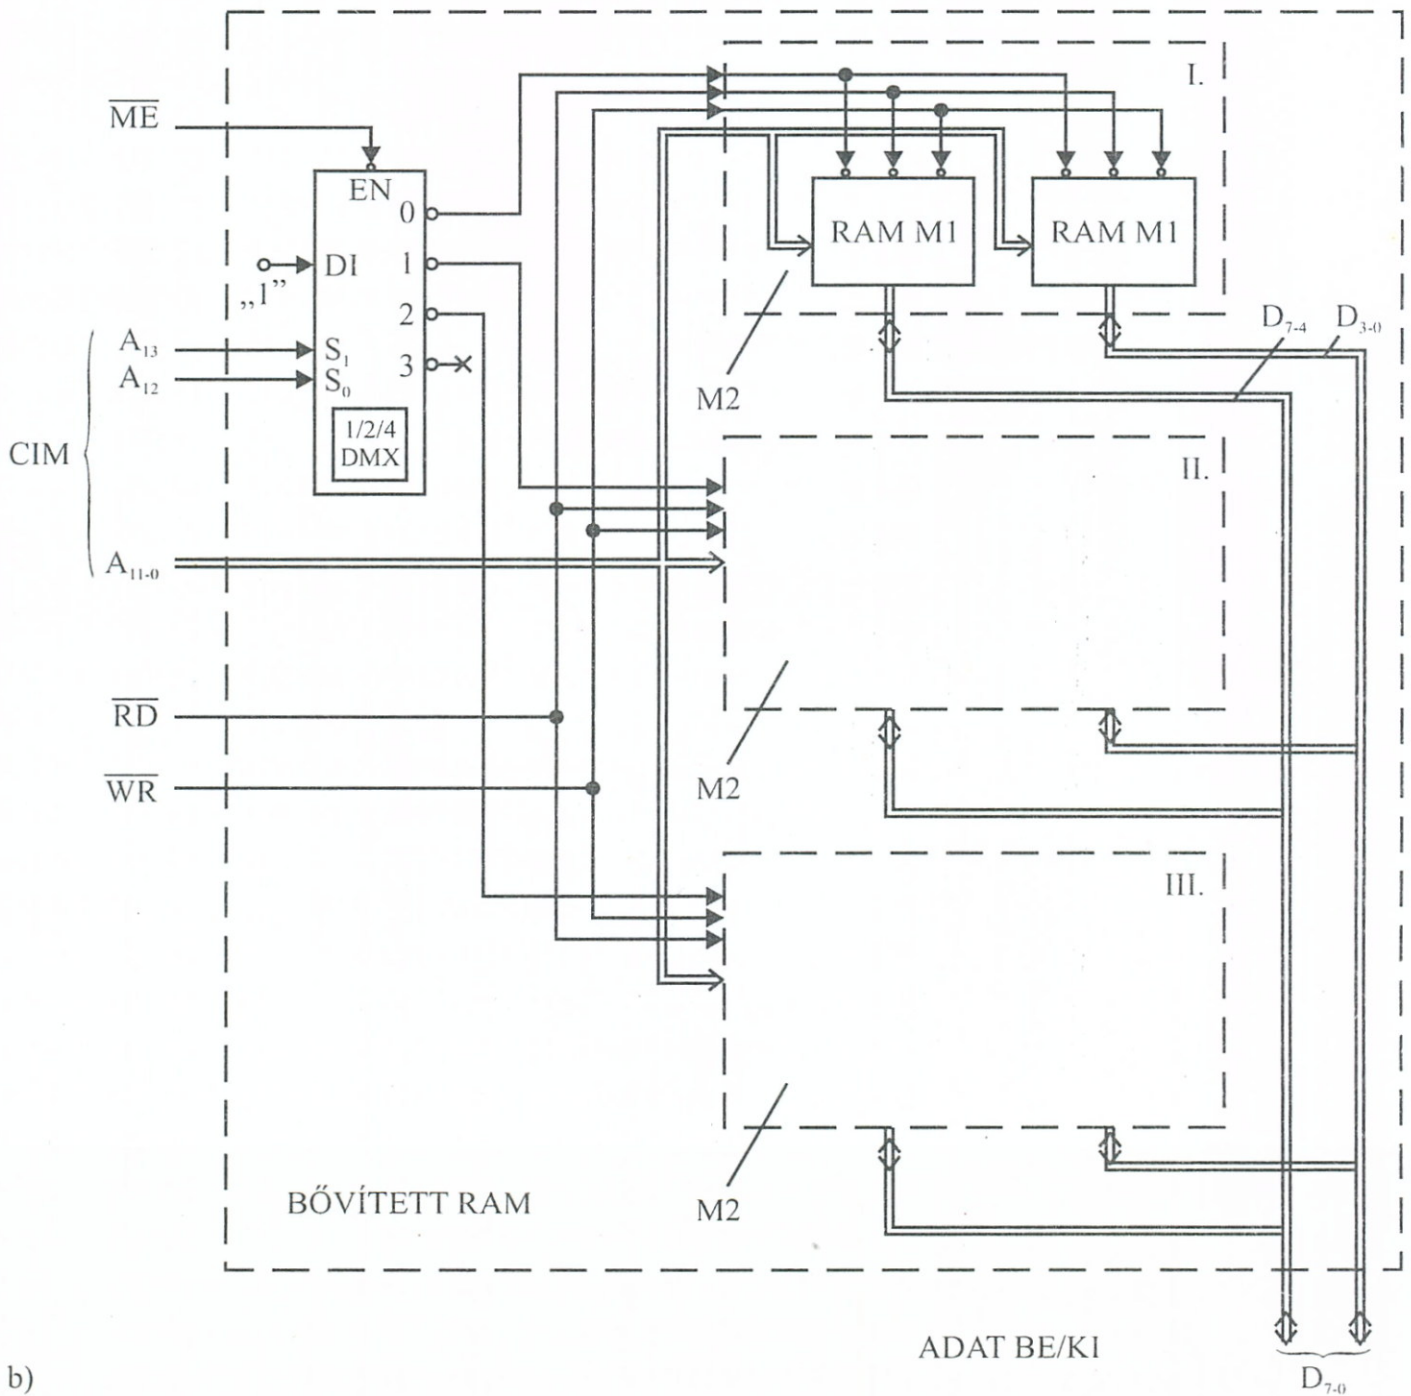 I.
ME
EN
0
RAM M1
RAM M1
DI
1
„1”
2
D7-4
D3-0
A13
S1
3
A12
S0
M2
1/2/4
DMX
CIM
II.
A11-0
RD
WR
M2
III.
BŐVÍTETT RAM
M2
ADAT BE/KI
b)
D7-0